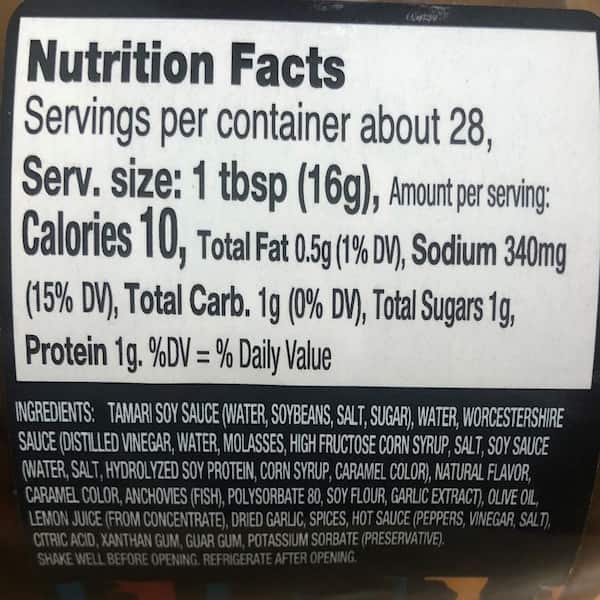 Nutrition Facts
Servings per container about 28,
Serv. size: 1 tbsp (16g), Amount per serving:
Calories 10, Total Fat 0.5g (1% DV), Sodium 340mg
(15% DV), Total Carb. 1g (0% DV), Total Sugars 1g,
Protein 1g. %DV = % Daily Value
INGREDIENTS: TAMARI SOY SAUCE (WATER, SOYBEANS, SALT, SUGAR), WATER, WORCESTERSHIRE
SAUCE (DISTILLED VINEGAR, WATER, MOLASSES, HIGH FRUCTOSE CORN SYRUP, SALT, SOY SAUCE
(WATER, SALT, HYDROLYZED SOY PROTEIN, CORN SYRUP, CARAMEL COLOR), NATURAL FLAVOR,
CARAMEL COLOR, ANCHOVIES (FISH), POLYSORBATE 80, SOY FLOUR, GARLIC EXTRACT), OLIVE OIL,
LEMON JUICE (FROM CONCENTRATE), DRIED GARLIC, SPICES, HOT SAUCE (PEPPERS, VINEGAR, SALT),
CITRIC ACID, XANTHAN GUM, GUAR GUM, POTASSIUM SORBATE (PRESERVATIVE).
SHAKE WELL BEFORE OPENING. REFRIGERATE AFTER OPENING.